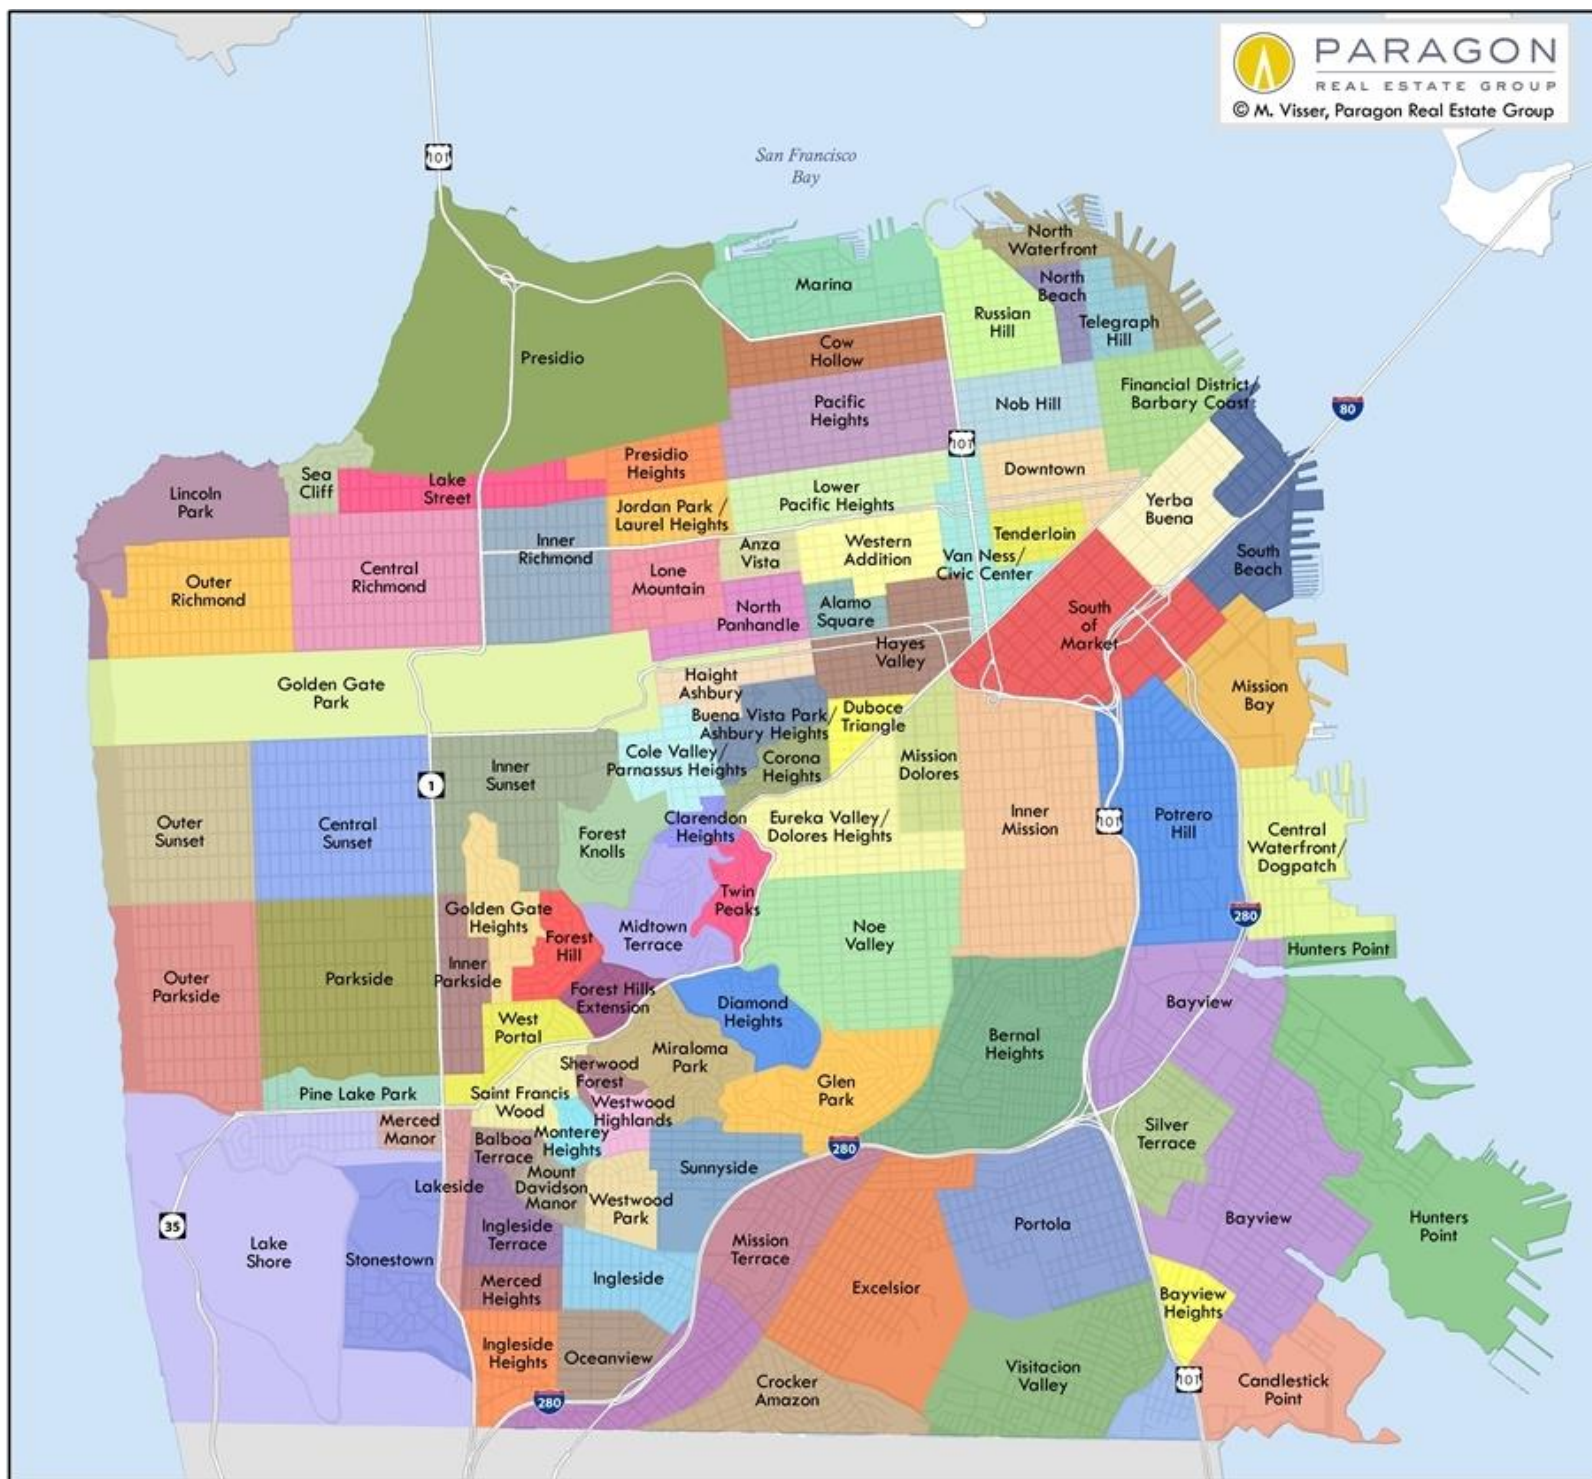 PARAGON
REAL ESTATE GROUP
© M. Visser, Paragon Real Estate Group
101
San Francisco
Bay
North
Waterfront
Marina
North
Beach
Russian
Hill
Telegraph
Hill
Presidio
Cow
Hollow
Financial District/
Barbary Coast
Pacific
Heights
Nob Hill
80
101
Presidio
Heights
Downtown
Sea
Cliff
Lake
Street
Lincoln
Park
Lower
Pacific Heights
Yerba
Buena
Jordan Park /
Laurel Heights
Tenderloin
Inner
Richmond
Anza
Vista
Western
Addition
Van Ness/
Civic Center
South
Beach
Outer
Richmond
Central
Richmond
Lone
Mountain
North
Panhandle
Alamo
Square
South
of
Market
Hayes
Valley
Golden Gate
Park
Haight
Ashbury
Mission
Bay
Buena Vista Park/
Ashbury Heights
Duboce
Triangle
Cole Valley/
Parnassus Heights
Corona
Heights
Mission
Dolores
Inner
Sunset
1
Outer
Sunset
Central
Sunset
Forest
Knolls
Clarendon
Heights
Eureka Valley/
Dolores Heights
Inner
Mission
101
Potrero
Hill
Central
Waterfront/
Dogpatch
Twin
Peaks
Golden Gate
Heights
Midtown
Terrace
Noe
Valley
280
Forest
Hill
Hunters Point
Outer
Parkside
Parkside
Inner
Parkside
Forest Hills
Extension
Diamond
Heights
Bayview
West
Portal
Miraloma
Park
Bernal
Heights
Sherwood
Forest
Pine Lake Park
Saint Francis
Wood
Westwood
Highlands
Glen
Park
Merced
Manor
Balboa
Terrace
Monterey
Heights
Silver
Terrace
280
Sunnyside
Lakeside
Mount
Davidson
Manor
Westwood
Park
35
Lake
Shore
Stonestown
Ingleside
Terrace
Mission
Terrace
Portola
Bayview
Hunters
Point
Merced
Heights
Ingleside
Excelsior
Bayview
Heights
Ingleside
Heights
Oceanview
Crocker
Amazon
Visitacion
Valley
101
Candlestick
Point
280